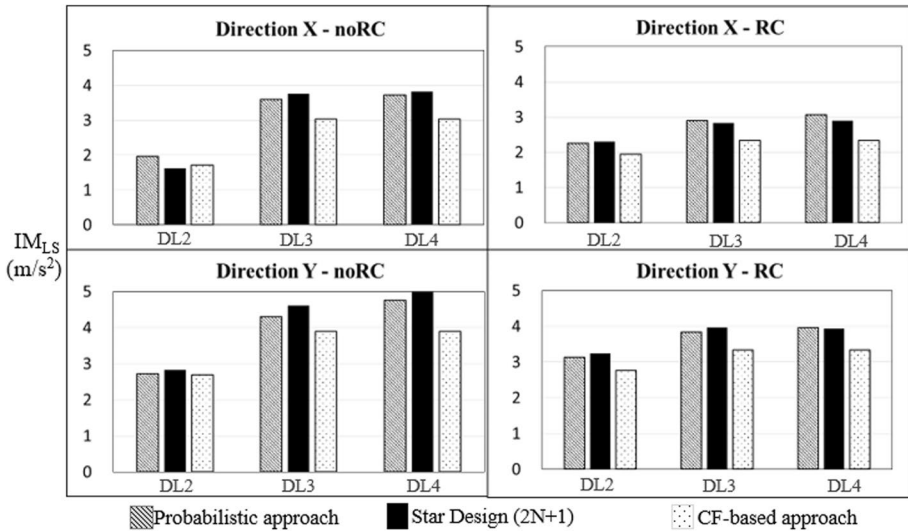 Direction X - noRC
5
4
3
2
1
0
DL2 DL3 DL4
Direction X - RC
5
4
3
2
1
0
DL2 DL3 DL4
IM_LS
(m/s²)
Direction Y - noRC
5
4
3
2
1
0
DL2 DL3 DL4
Direction Y - RC
5
4
3
2
1
0
DL2 DL3 DL4
Probabilistic approach Star Design (2N+1) CF-based approach